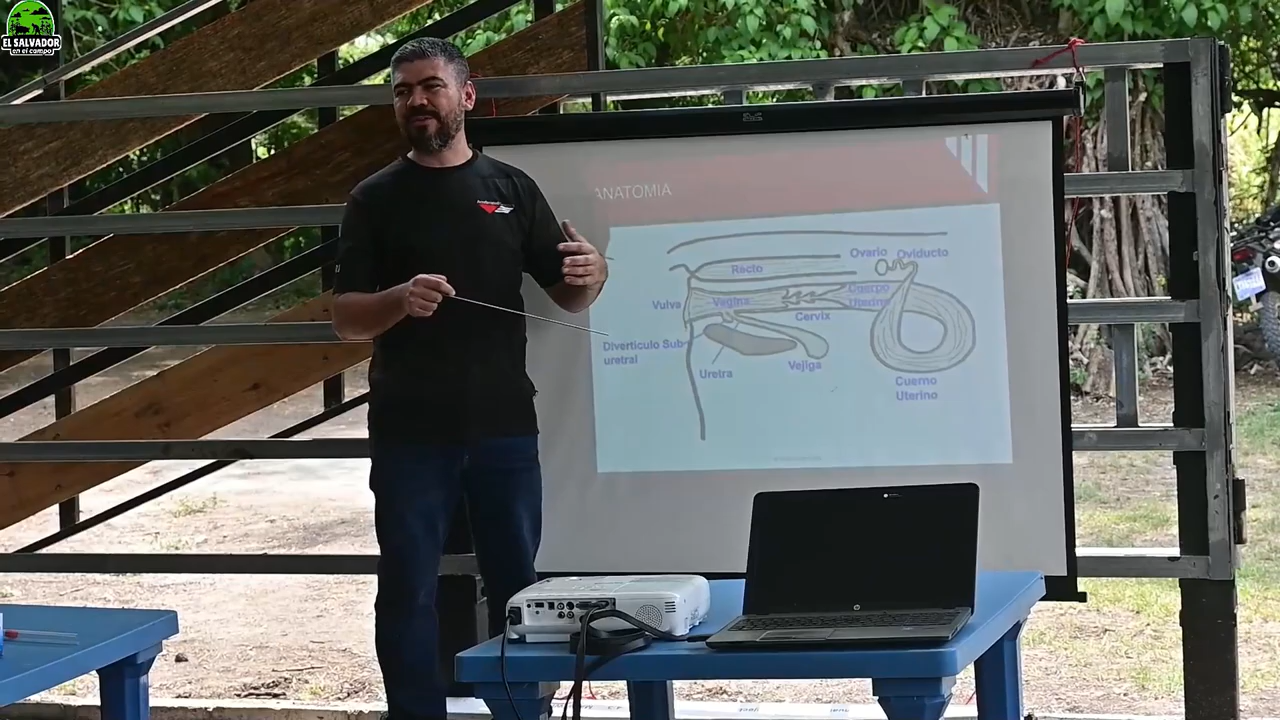 EL SALVADOR
en el campo
ANATOMIA
Ovario
Oviducto
Recto
Cuerpo
Uterino
Vulva
Vagina
Cervix
Diverticulo Sub
uretral
Uretra
Vejiga
Cuerno
Uterino
hp